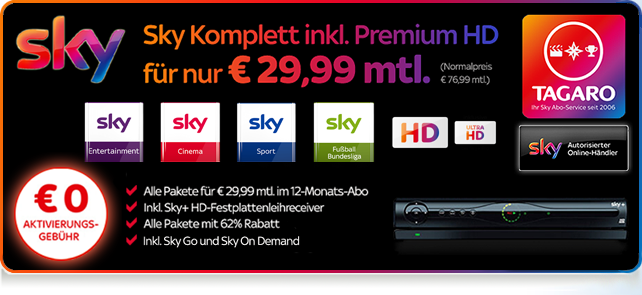 sky
Sky Komplett inkl. Premium HD
für nur € 29,99 mtl.
(Normalpreis
€ 76,99 mtl.)
TAGARO
Ihr Sky Abo-Service seit 2006
sky
Entertainment
sky
Cinema
sky
Sport
sky
Fußball
Bundesliga
HD
ULTRA
HD
sky
Autorisierter
Online-Händler
€ 0
AKTIVIERUNGS-
GEBÜHR
Alle Pakete für € 29,99 mtl. im 12-Monats-Abo
Inkl. Sky+ HD-Festplattenleihreceiver
Alle Pakete mit 62% Rabatt
Inkl. Sky Go und Sky On Demand
sky+